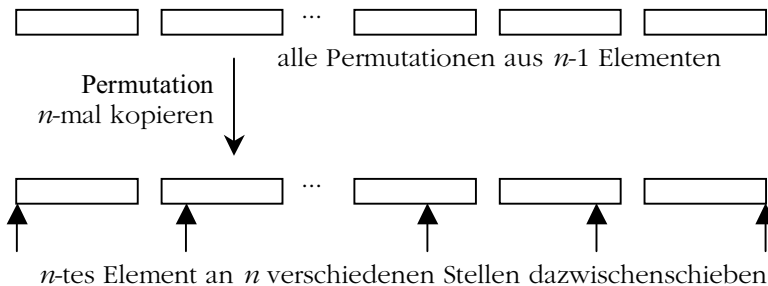 ...
alle Permutationen aus n-1 Elementen
Permutation
n-mal kopieren
...
n-tes Element an n verschiedenen Stellen dazwischenschieben